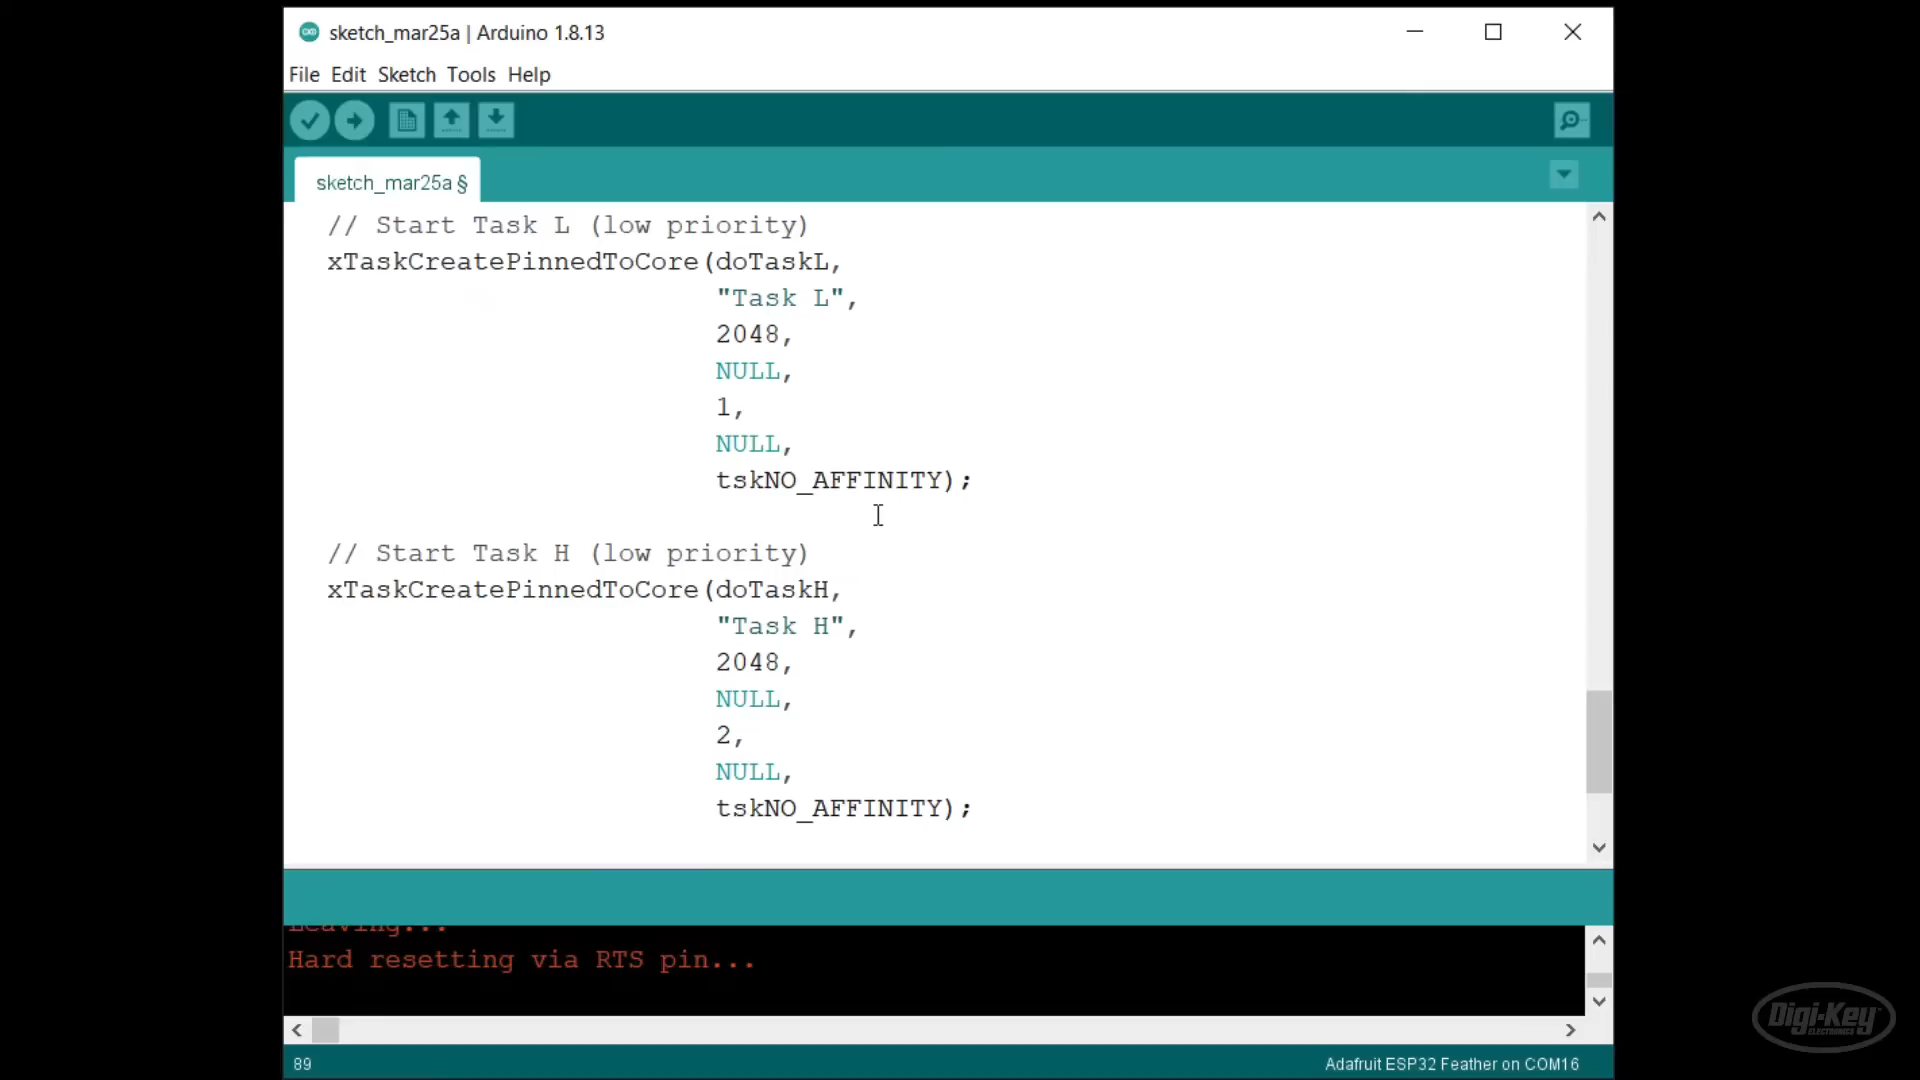 sketch_mar25a | Arduino 1.8.13
File Edit Sketch Tools Help
sketch_mar25a §
// Start Task L (low priority)
xTaskCreatePinnedToCore(doTaskL,
"Task L",
2048,
NULL,
1,
NULL,
tskNO_AFFINITY);
// Start Task H (low priority)
xTaskCreatePinnedToCore(doTaskH,
"Task H",
2048,
NULL,
2,
NULL,
tskNO_AFFINITY);
Leaving...
Hard resetting via RTS pin...
Digi-Key
ELECTRONICS
89
Adafruit ESP32 Feather on COM16